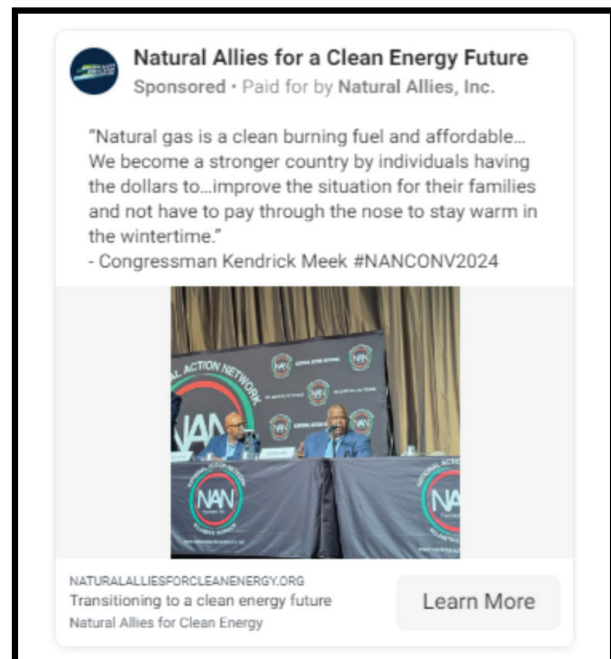 Natural Allies for a Clean Energy Future
Sponsored • Paid for by Natural Allies, Inc.
“Natural gas is a clean burning fuel and affordable...
We become a stronger country by individuals having
the dollars to...improve the situation for their families
and not have to pay through the nose to stay warm in
the wintertime.”
- Congressman Kendrick Meek #NANCONV2024
ACTION NETWORK
NAN
NAN
NAN
NATURALALLIESFORCLEANENERGY.ORG
Transitioning to a clean energy future
Natural Allies for Clean Energy
Learn More